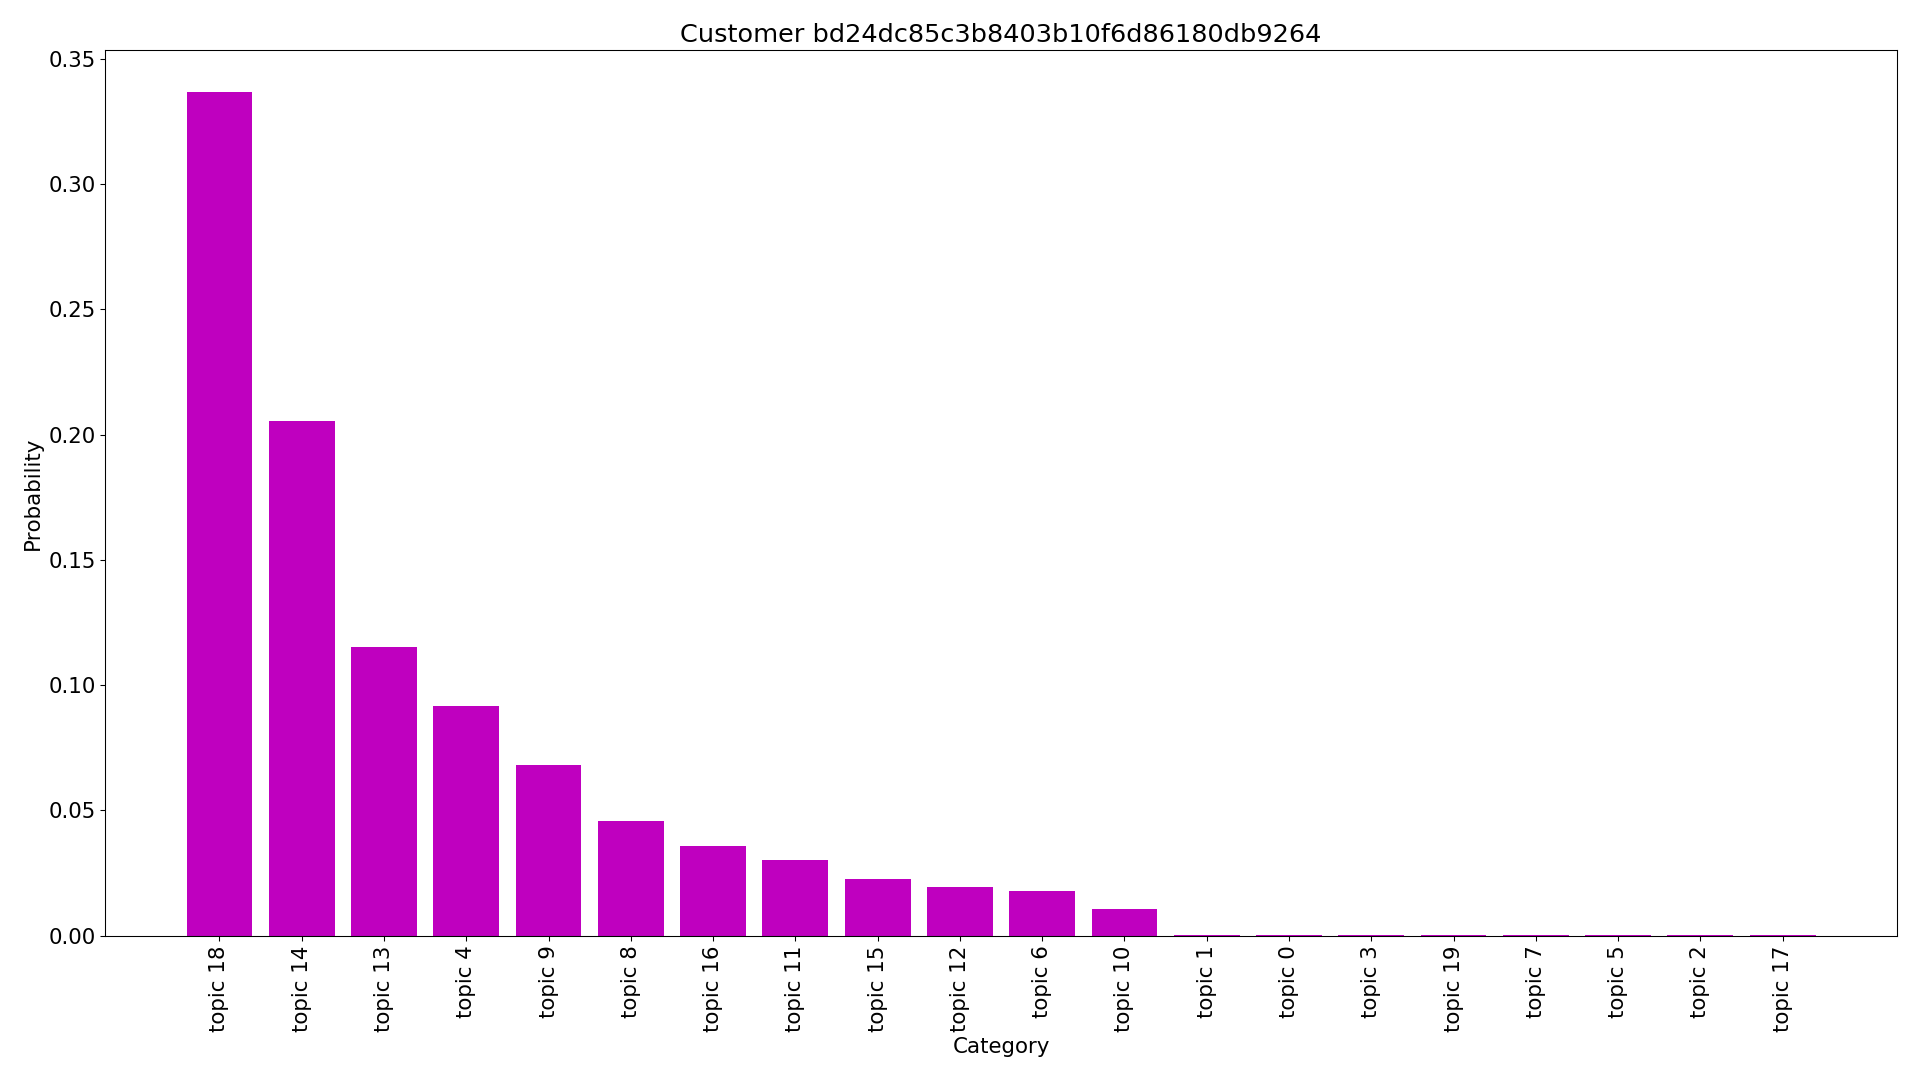 Customer bd24dc85c3b8403b10f6d86180db9264
Probability
0.35
0.30
0.25
0.20
0.15
0.10
0.05
0.00
topic 18
topic 14
topic 13
topic 4
topic 9
topic 8
topic 16
topic 11
topic 15
topic 12
topic 6
topic 10
topic 1
topic 0
topic 3
topic 19
topic 7
topic 5
topic 2
topic 17
Category